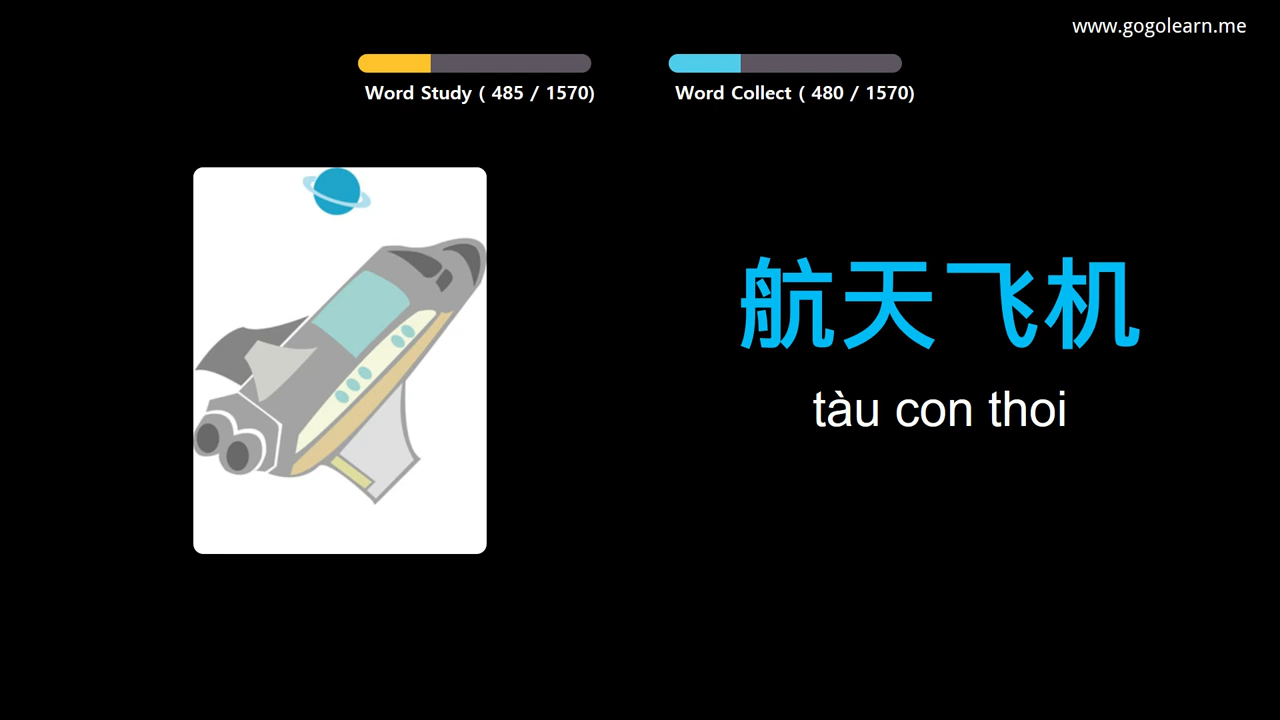 www.gogolearn.me
Word Study ( 485 / 1570)
Word Collect ( 480 / 1570)
航天飞机
tàu con thoi